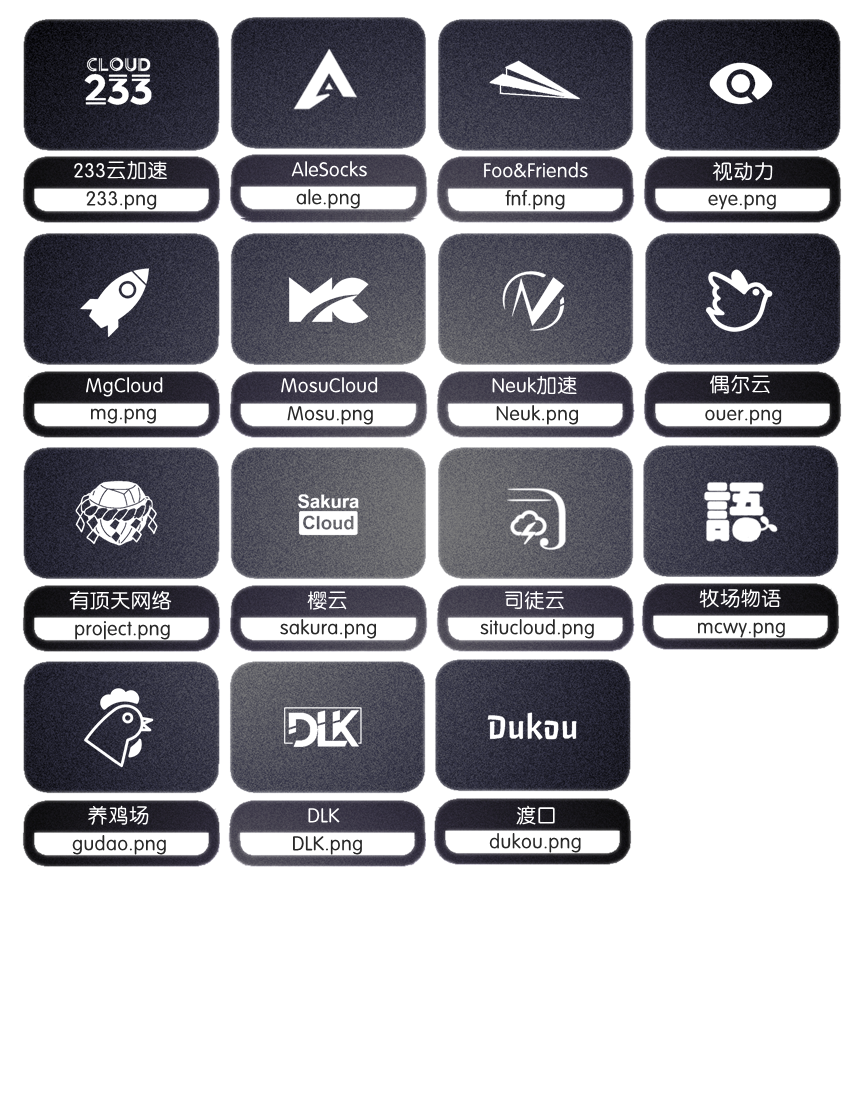 CLOUD
233
233云加速
233.png
AleSocks
ale.png
Foo&Friends
fnf.png
视动力
eye.png
MgCloud
mg.png
MC
MosuCloud
Mosu.png
N
Neuk加速
Neuk.png
偶尔云
ouer.png
有顶天网络
project.png
Sakura
Cloud
樱云
sakura.png
司徒云
situcloud.png
語
牧场物语
mcwy.png
养鸡场
gudao.png
DLK
DLK
DLK.png
Dukou
渡口
dukou.png